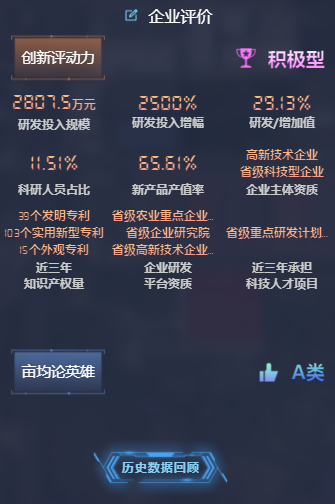 企业评价
创新评动力
积极型
2807.5万元
25.00%
29.13%
研发投入规模
研发投入增幅
研发/增加值
11.51%
65.61%
高新技术企业
省级科技型企业
科研人员占比
新产品产值率
企业主体资质
39个发明专利
省级农业重点企业...
103个实用新型专利
省级企业研究院
省级重点研发计划...
15个外观专利
省级高新技术企业...
近三年
知识产权量
企业研发
平台资质
近三年承担
科技人才项目
亩均论英雄
A类
历史数据回顾